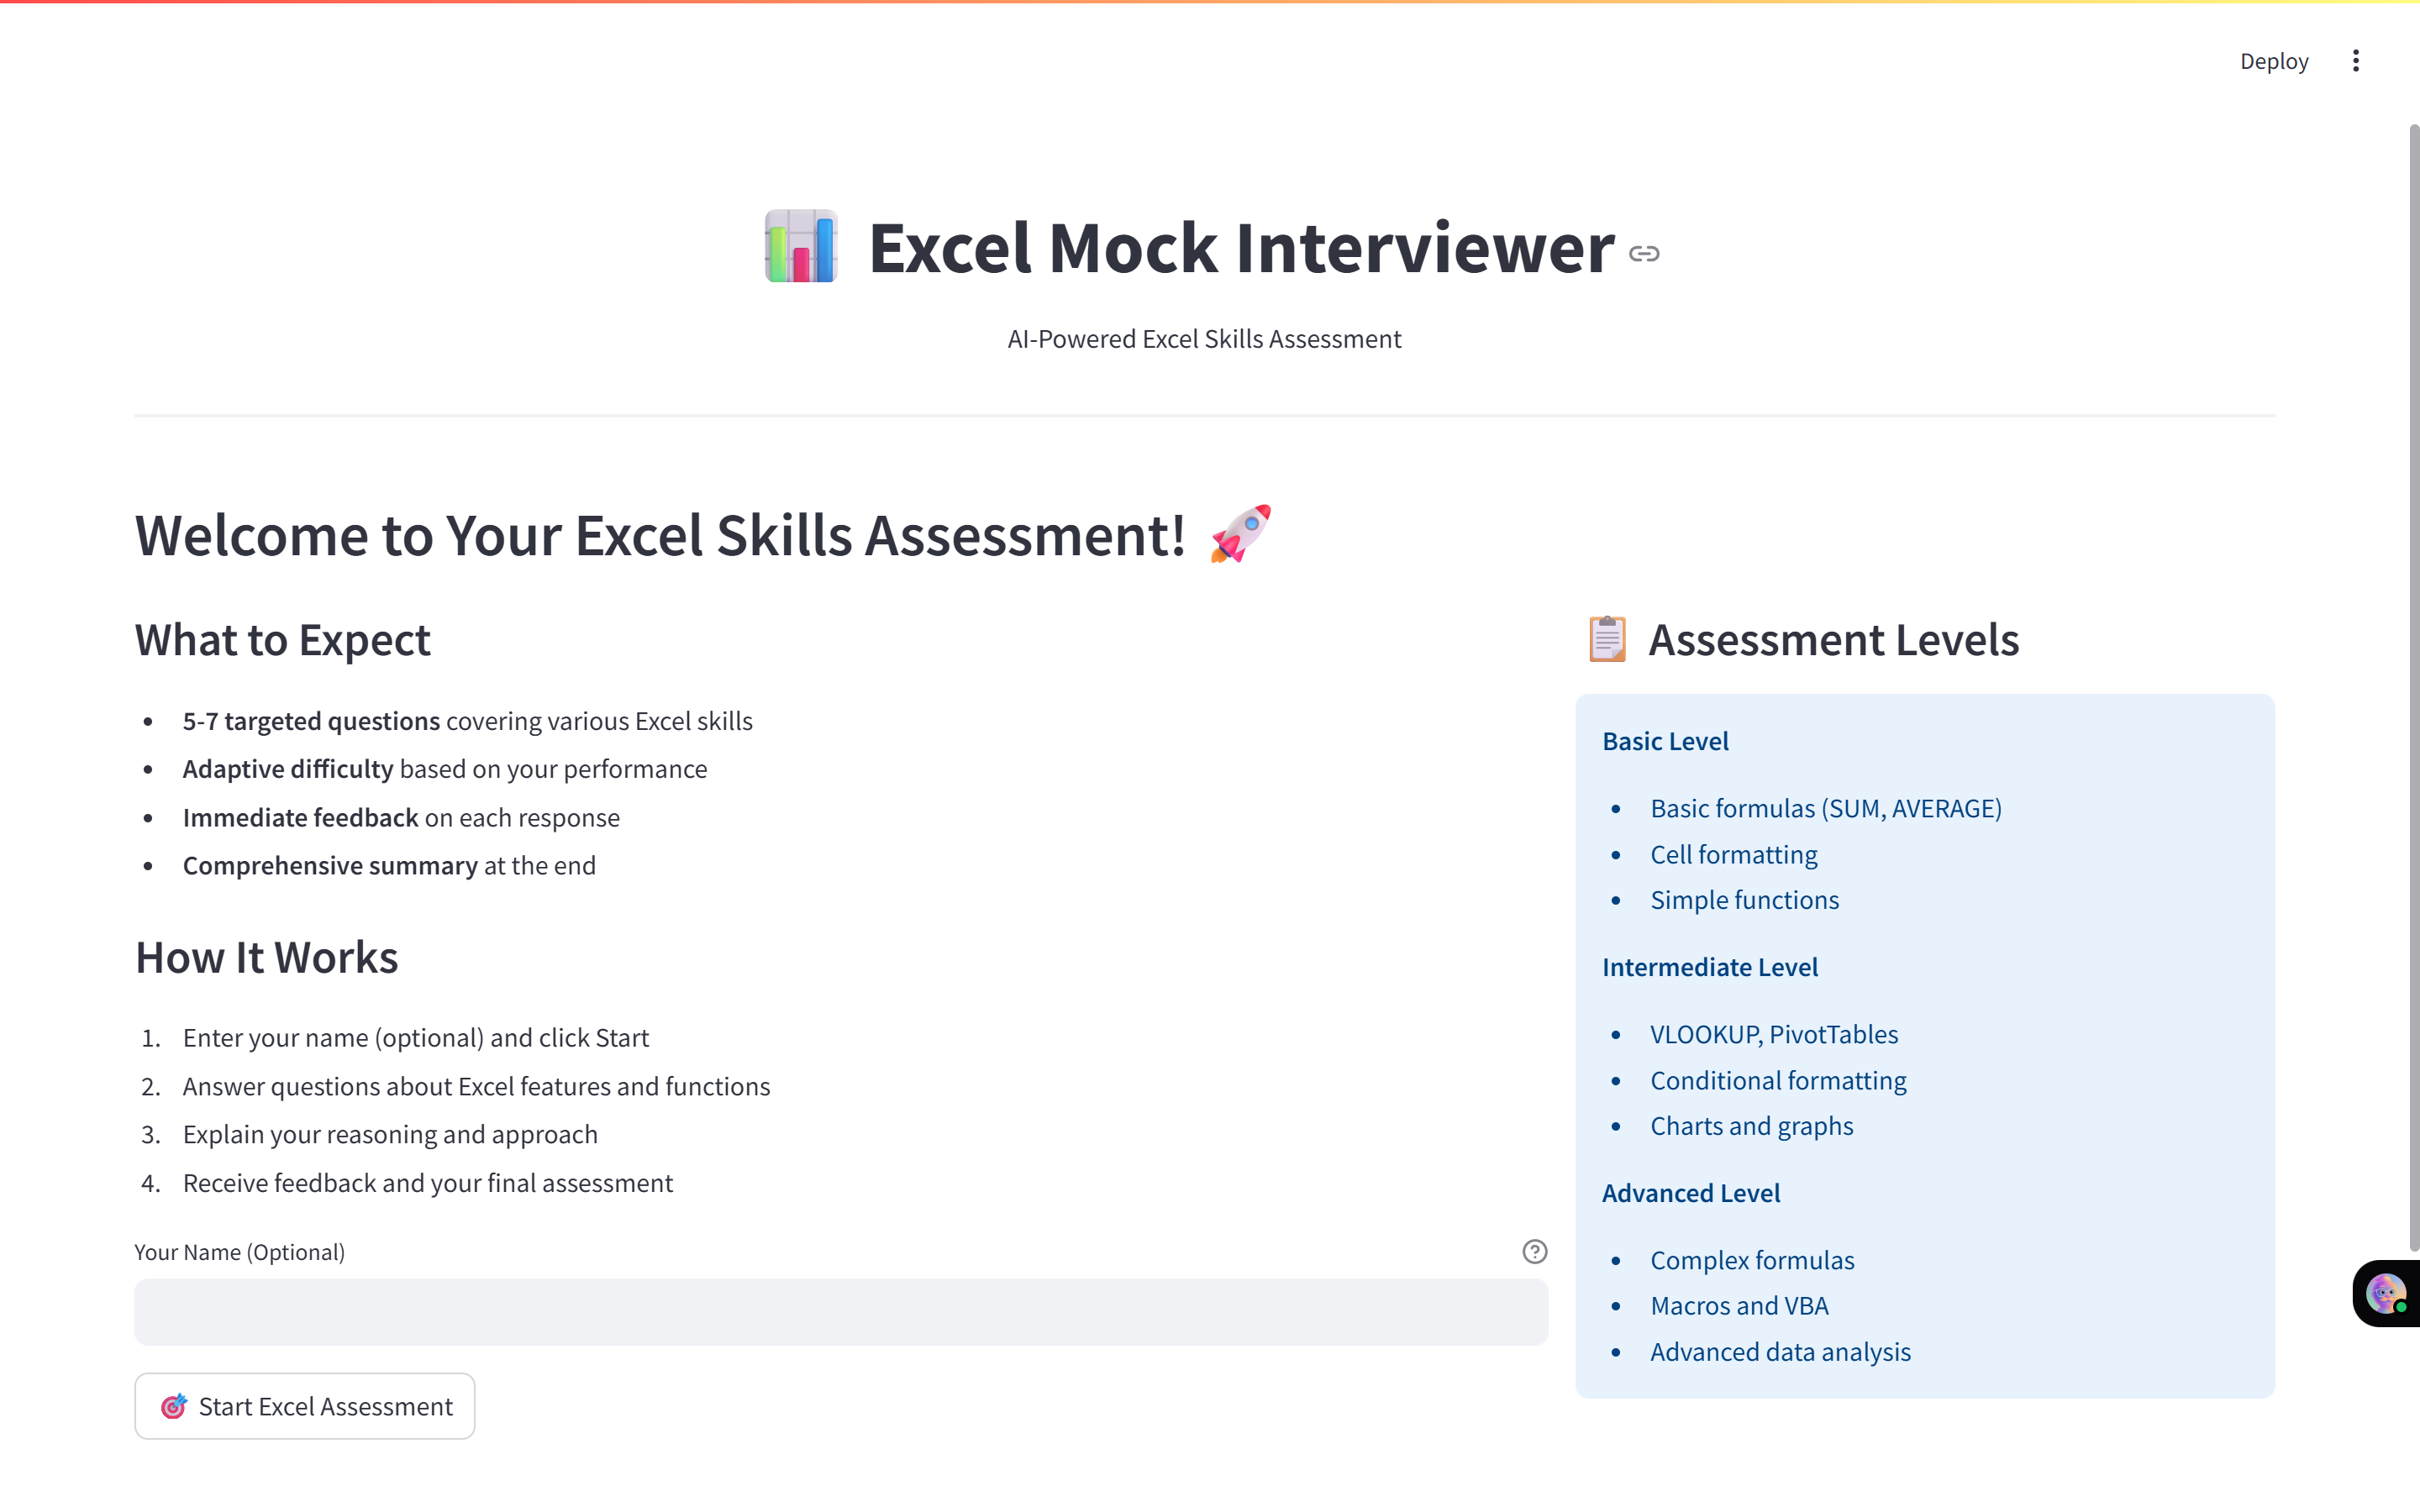 Deploy
Excel Mock Interviewer
AI-Powered Excel Skills Assessment
Welcome to Your Excel Skills Assessment!
What to Expect
5-7 targeted questions covering various Excel skills
Adaptive difficulty based on your performance
Immediate feedback on each response
Comprehensive summary at the end
How It Works
1. Enter your name (optional) and click Start
2. Answer questions about Excel features and functions
3. Explain your reasoning and approach
4. Receive feedback and your final assessment
Your Name (Optional)
Start Excel Assessment
Assessment Levels
Basic Level
Basic formulas (SUM, AVERAGE)
Cell formatting
Simple functions
Intermediate Level
VLOOKUP, PivotTables
Conditional formatting
Charts and graphs
Advanced Level
Complex formulas
Macros and VBA
Advanced data analysis